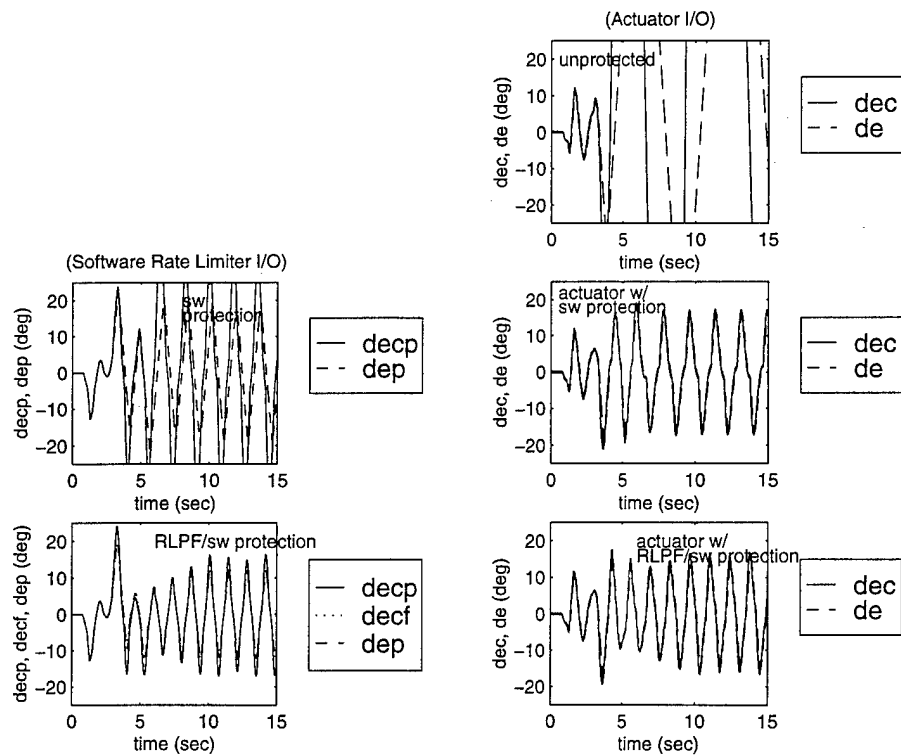 (Actuator I/O)
unprotected
dec, de (deg)
20
10
0
−10
−20
0 5 10 15
time (sec)
dec
de
(Software Rate Limiter I/O)
sw
protection
decp, dep (deg)
20
10
0
−10
−20
0 5 10 15
time (sec)
decp
dep
actuator w/
sw protection
dec, de (deg)
20
10
0
−10
−20
0 5 10 15
time (sec)
dec
de
RLPF/sw protection
decp, decf, dep (deg)
20
10
0
−10
−20
0 5 10 15
time (sec)
decp
decf
dep
actuator w/
RLPF/sw protection
dec, de (deg)
20
10
0
−10
−20
0 5 10 15
time (sec)
dec
de